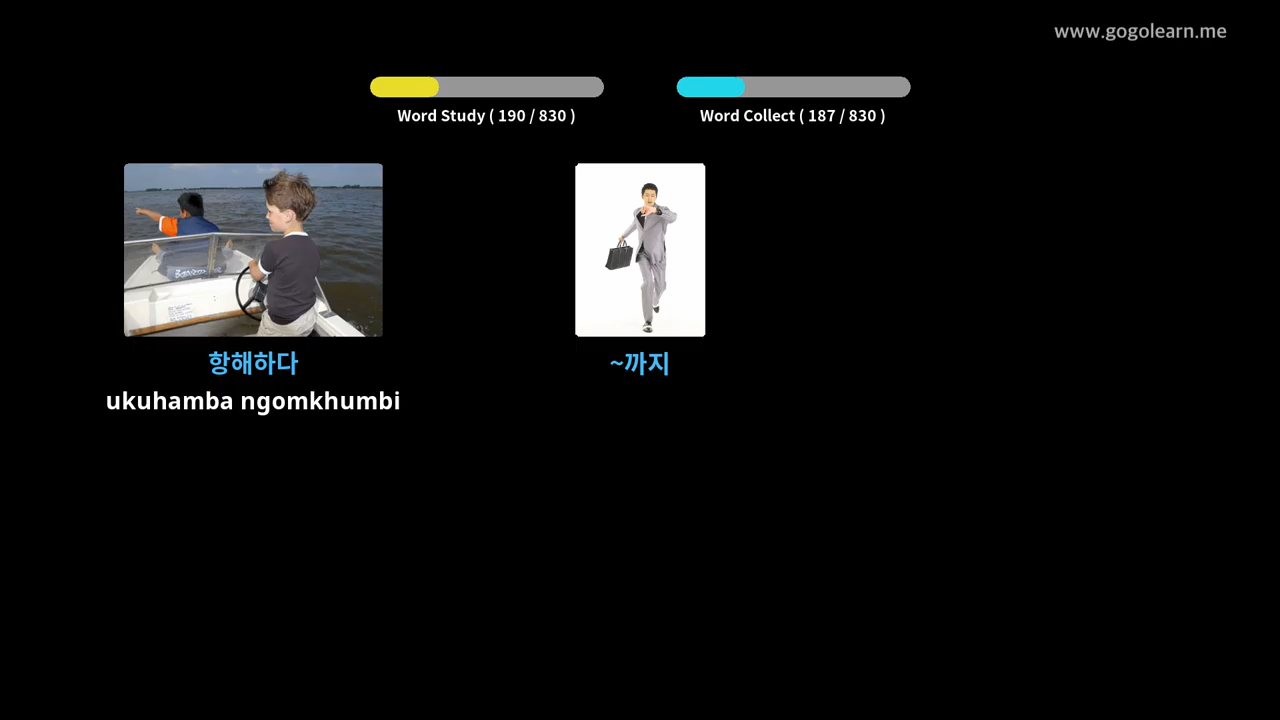 www.gogolearn.me
Word Study ( 190 / 830 )
Word Collect ( 187 / 830 )
항해하다
~까지
ukuhamba ngomkhumbi